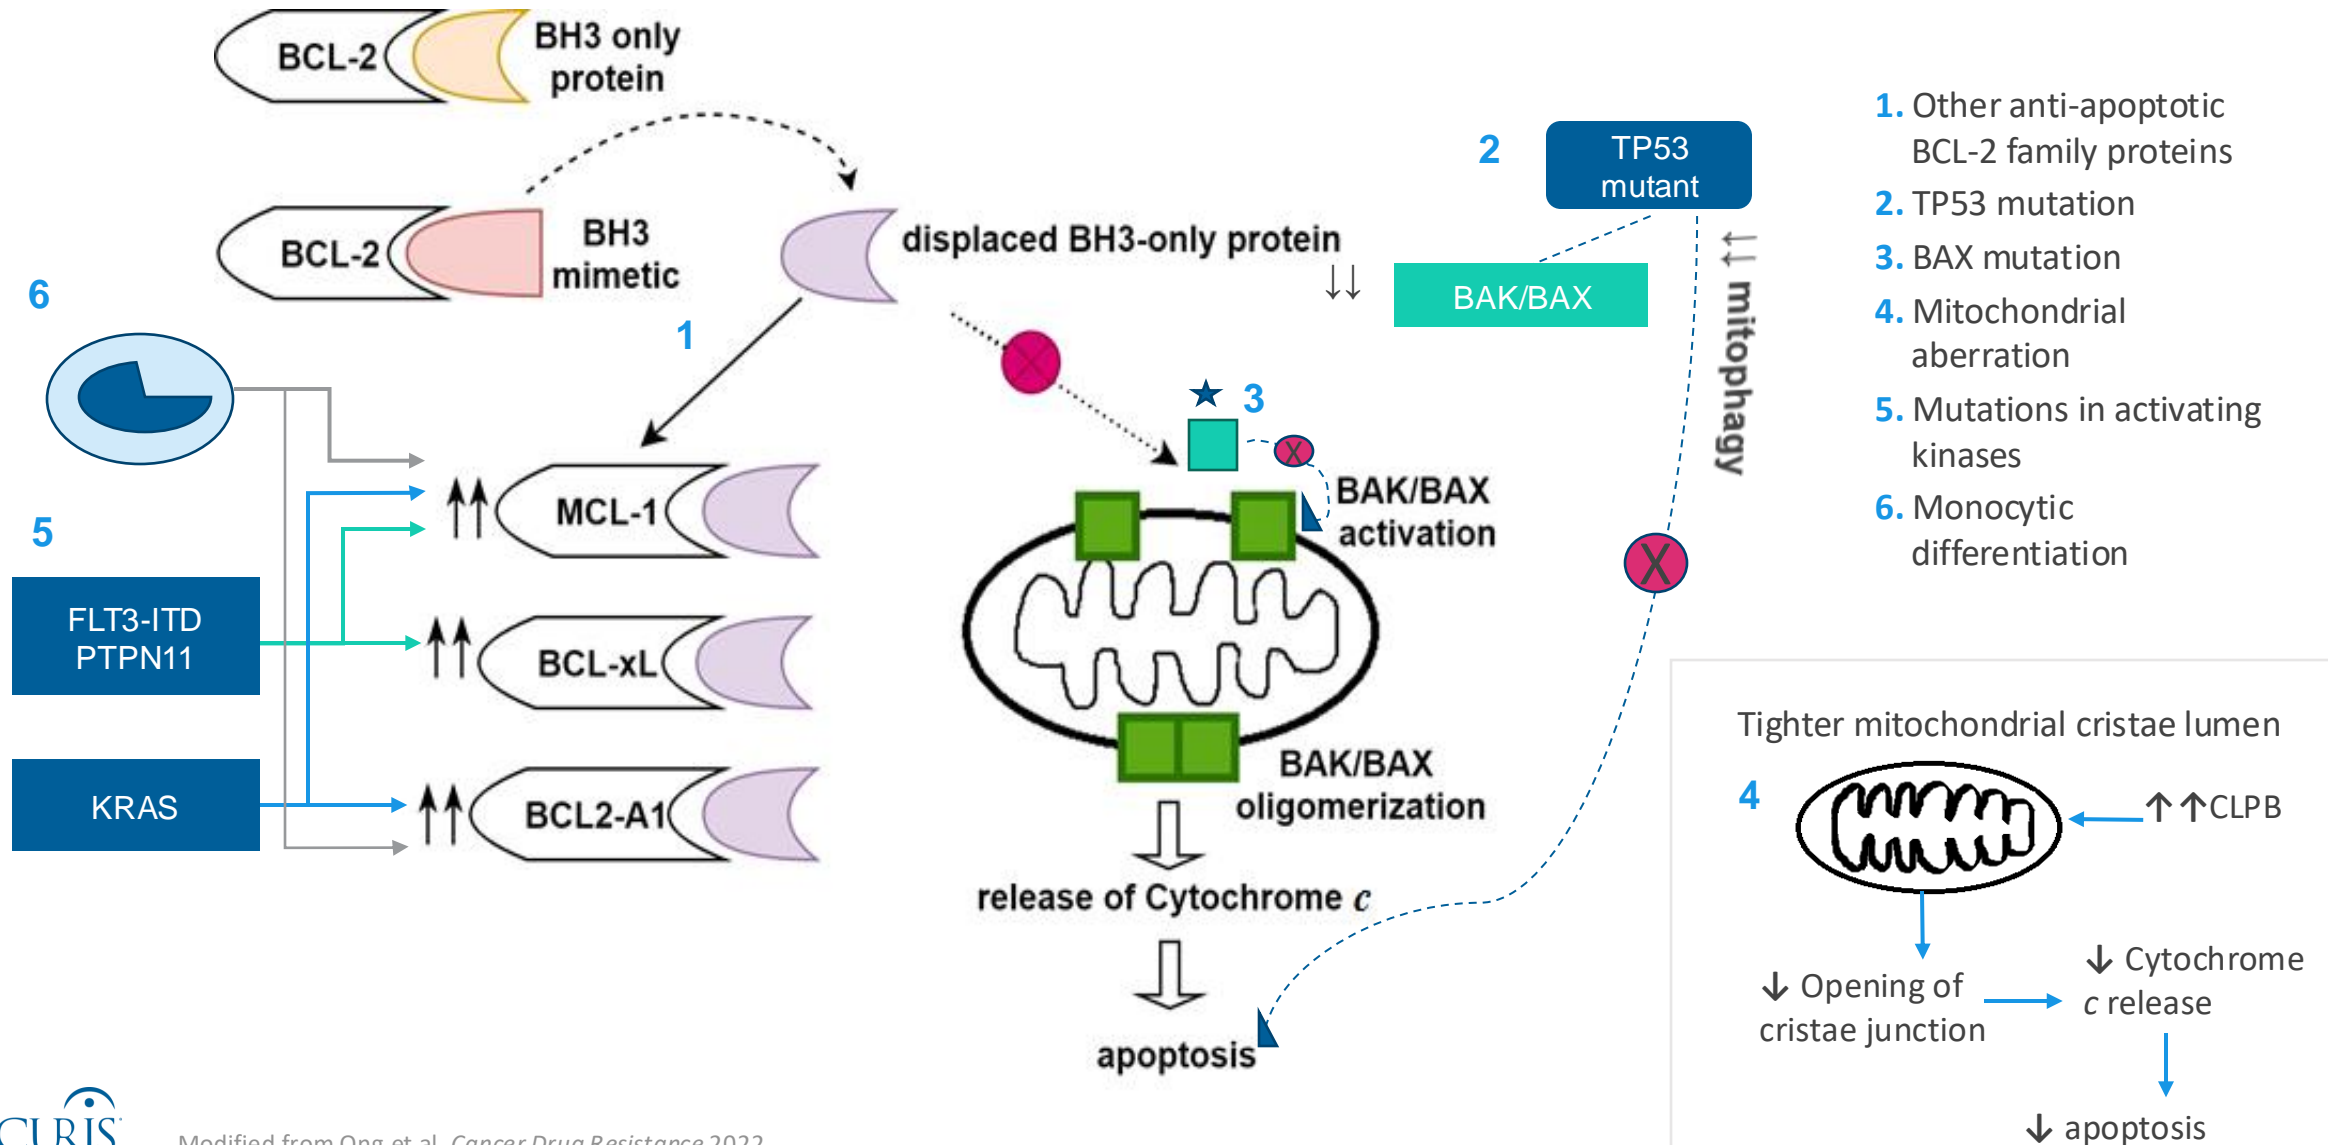 BCL-2
BH3 only
protein
BCL-2
BH3
mimetic
displaced BH3-only protein
↓↓
2
TP53
mutant
BAK/BAX
↑↑ mitophagy
1
X
6
3
X
BAK/BAX
activation
↑↑ MCL-1
5
FLT3-ITD
PTPN11
↑↑ BCL-xL
X
KRAS
↑↑ BCL2-A1
BAK/BAX
oligomerization
release of Cytochrome c
apoptosis
1. Other anti-apoptotic
BCL-2 family proteins
2. TP53 mutation
3. BAX mutation
4. Mitochondrial
aberration
5. Mutations in activating
kinases
6. Monocytic
differentiation
Tighter mitochondrial cristae lumen
4
↑↑CLPB
↓ Opening of
cristae junction
↓ Cytochrome
c release
↓ apoptosis
CURIS
Modified from Ong et al. Cancer Drug Resistance 2022